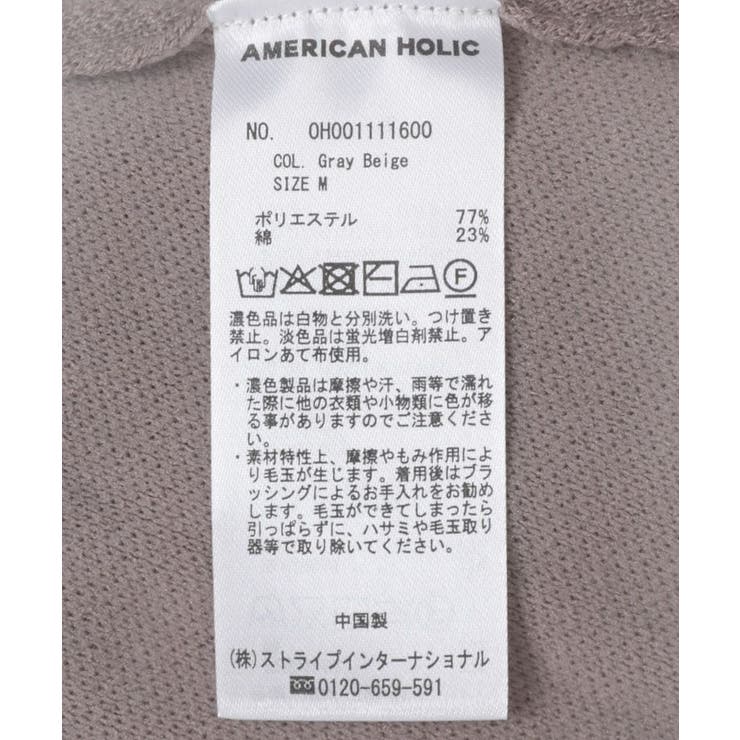 AMERICAN HOLIC
NO. OH001111600
COL. Gray Beige
SIZE M
ポリエステル 77%
綿 23%
F
濃色品は白物と分別洗い。つけ置き
禁止。淡色品は蛍光増白剤禁止。ア
イロンあて布使用。
・濃色製品は摩擦や汗、雨等で濡れ
た際に他の衣類や小物類に色が移
る事がありますのでご注意くださ
い。
・素材特性上、摩擦やもみ作用によ
り毛玉が生じます。着用後はブラ
ッシングによるお手入れをお勧め
します。毛玉ができてしまったら
引っぱらずに、ハサミや毛玉取り
器等で取り除いてください。
中国製
(株)ストライプインターナショナル
0120-659-591